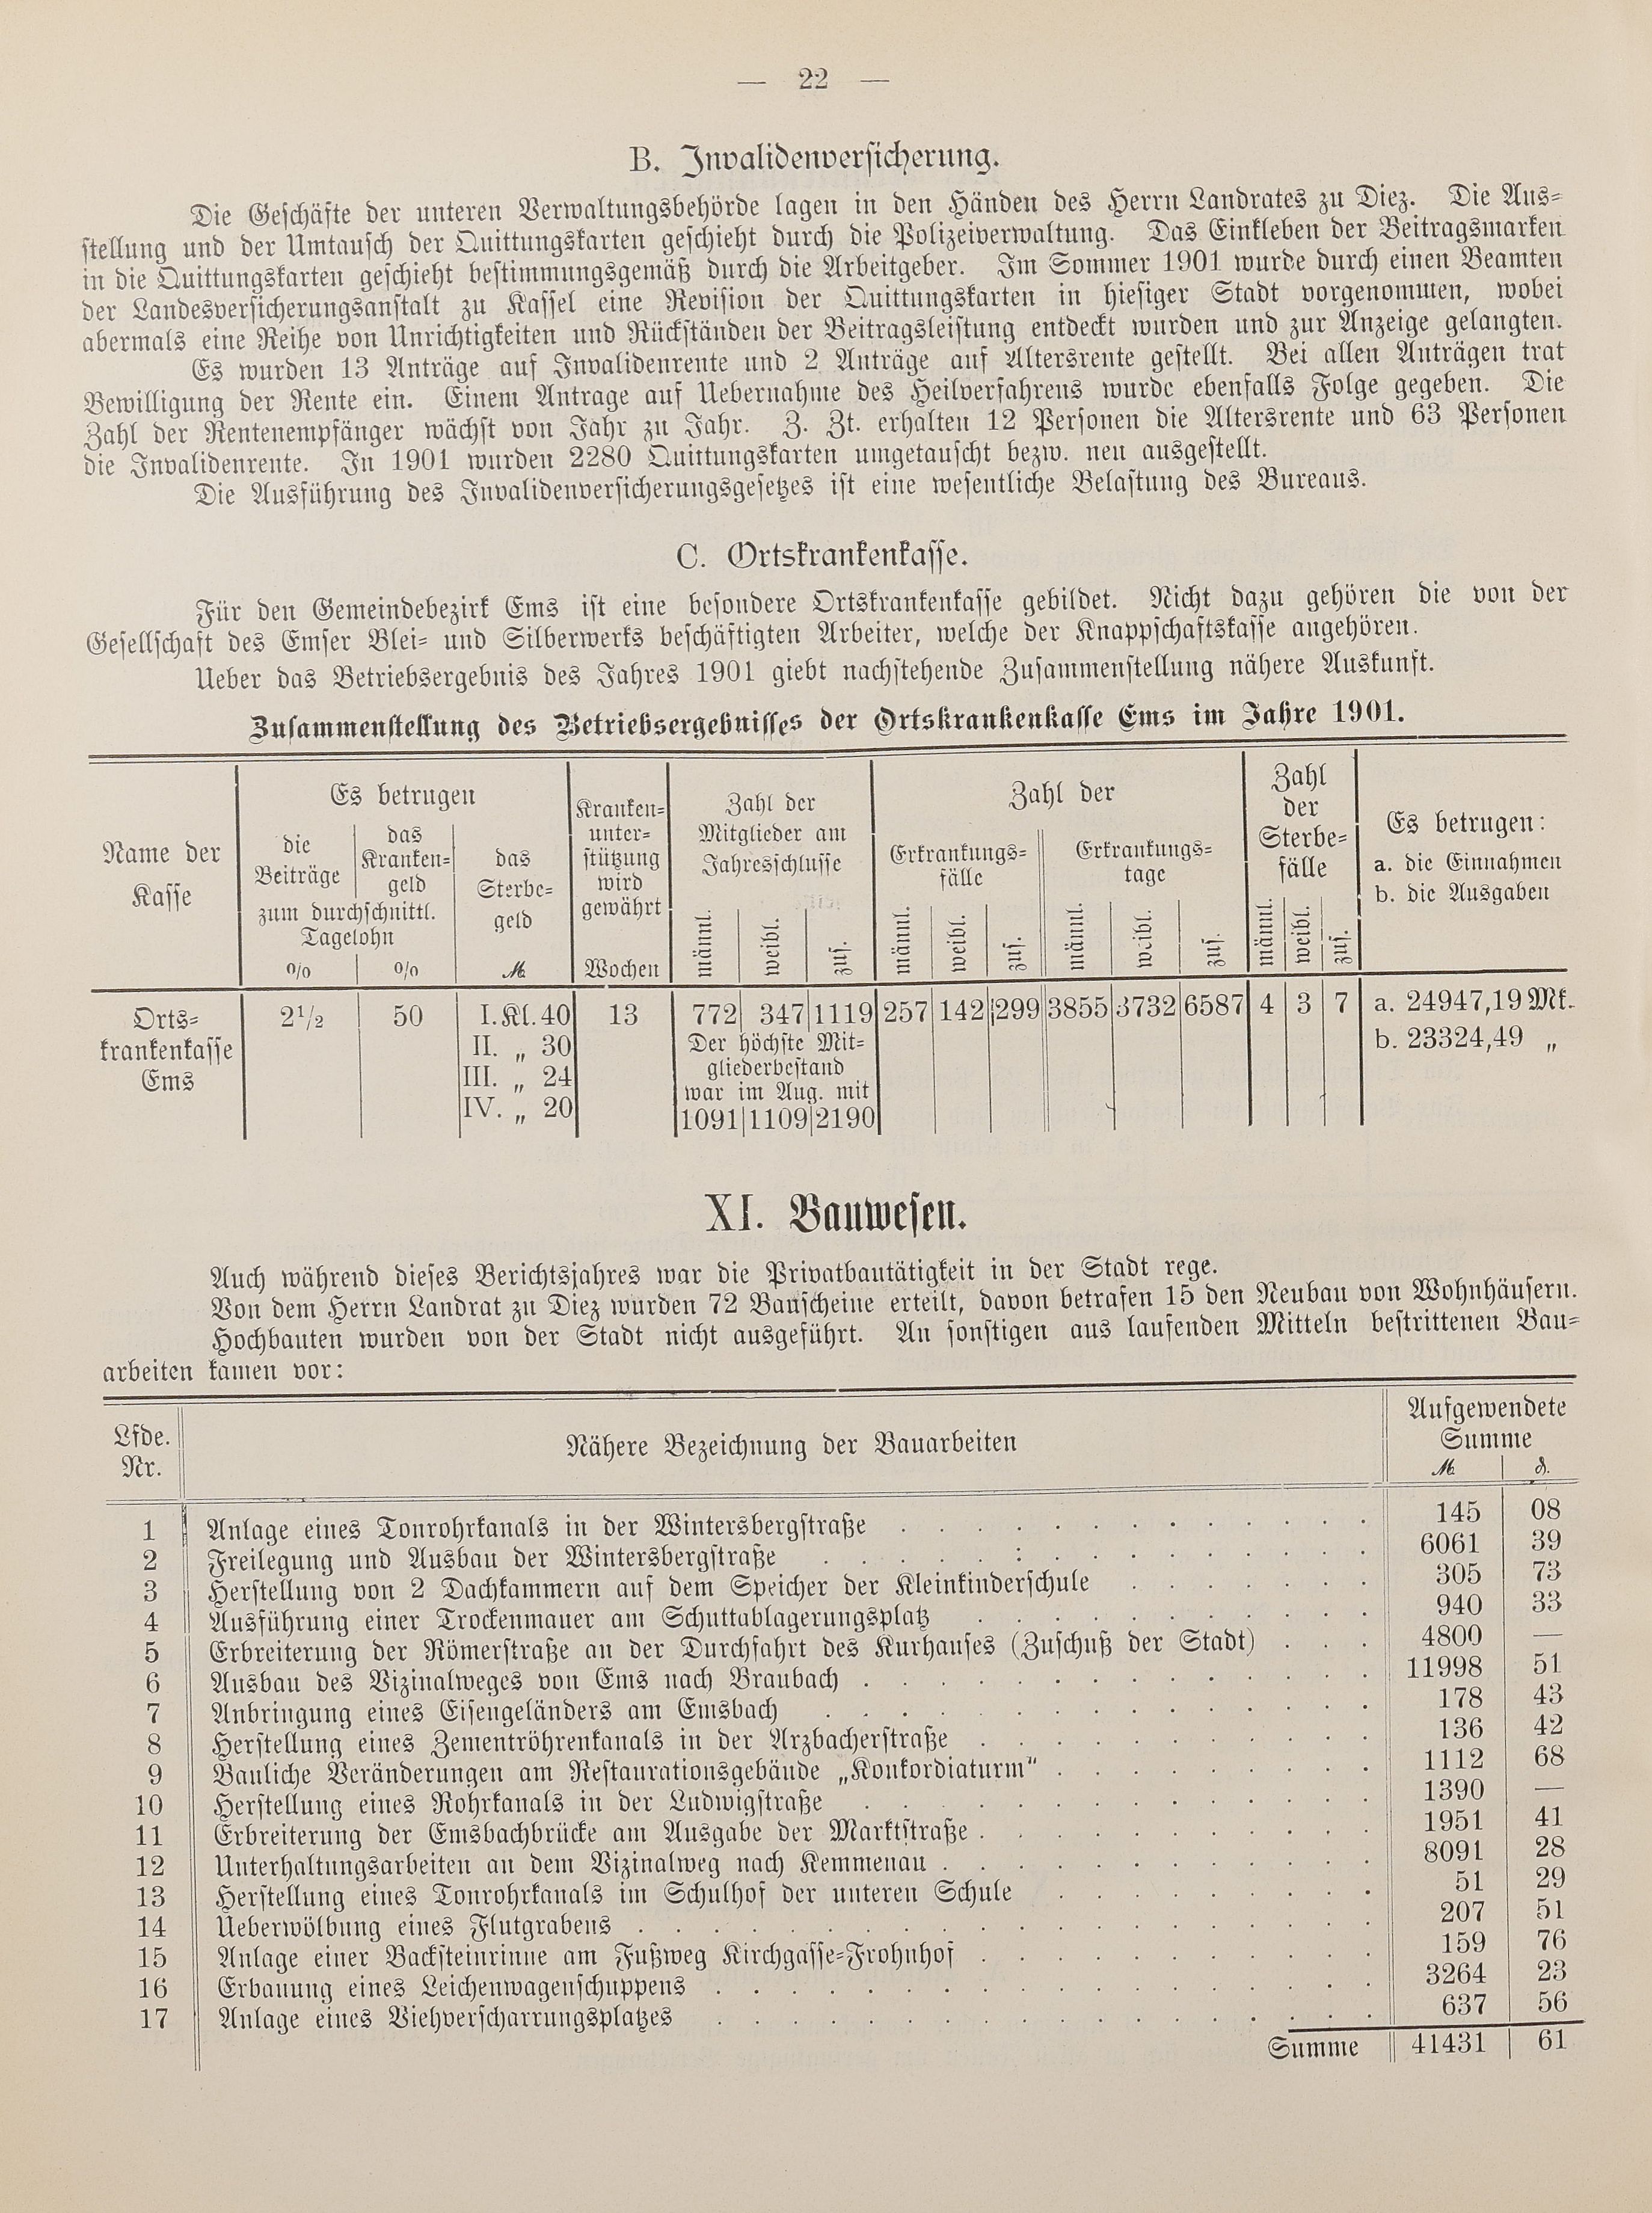 — 22 —
B. Invalidenversicherung.
Die Geschäfte der unteren Verwaltungsbehörde lagen in den Händen des Herrn Landrates zu Diez. Die Aus-
stellung und der Umtausch der Quittungskarten geschieht durch die Polizeiverwaltung. Das Einkleben der Beitragsmarken
in die Quittungskarten geschieht bestimmungsgemäß durch die Arbeitgeber. Im Sommer 1901 wurde durch einen Beamten
der Landesversicherungsanstalt zu Kassel eine Revision der Quittungskarten in hiesiger Stadt vorgenommen, wobei
abermals eine Reihe von Unrichtigkeiten und Rückständen der Beitragsleistung entdeckt wurden und zur Anzeige gelangten.
Es wurden 13 Anträge auf Invalidenrente und 2 Anträge auf Altersrente gestellt. Bei allen Anträgen trat
Bewilligung der Rente ein. Einem Antrage auf Uebernahme des Heilverfahrens wurde ebenfalls Folge gegeben. Die
Zahl der Rentenempfänger wächst von Jahr zu Jahr. Z. Zt. erhalten 12 Personen die Altersrente und 63 Personen
die Invalidenrente. In 1901 wurden 2280 Quittungskarten umgetauscht bezw. neu ausgestellt.
Die Ausführung des Invalidenversicherungsgesetzes ist eine wesentliche Belastung des Bureaus.
C. Ortskrankenkasse.
Für den Gemeindebezirk Ems ist eine besondere Ortskrankenkasse gebildet. Nicht dazu gehören die von der
Gesellschaft des Emser Blei- und Silberwerks beschäftigten Arbeiter, welche der Knappschaftskasse angehören.
Ueber das Betriebsergebnis des Jahres 1901 giebt nachstehende Zusammenstellung nähere Auskunft.
Zusammenstellung des Betriebsergebnisses der Ortskrankenkasse Ems im Jahre 1901.
Name der
Kasse
Es betrugen
die
Beiträge
das
Kranken-
geld
zum durchschnittl.
Tagelohn
% %
das
Sterbe-
geld
M
Kranken-
unter-
stützung
wird
gewährt
Wochen
Zahl der
Mitglieder am
Jahresschlusse
männl. weibl. zus.
Zahl der
Erkrankungs-
fälle
männl. weibl. zus.
Erkrankungs-
tage
männl. weibl. zus.
Zahl
der
Sterbe-
fälle
männl. weibl. zus.
Es betrugen:
a. die Einnahmen
b. die Ausgaben
Orts-
krankenkasse
Ems
2½ 50
I. Kl. 40
II. „ 30
III. „ 24
IV. „ 20
13
772 347 1119
Der höchste Mit-
gliederbestand
war im Aug. mit
1091 1109 2190
257 142 299 3855 3732 6587 4 3 7
a. 24947,19 Mk.
b. 23324,49 „
XI. Bauwesen.
Auch während dieses Berichtsjahres war die Privatbautätigkeit in der Stadt rege.
Von dem Herrn Landrat zu Diez wurden 72 Bauscheine erteilt, davon betrafen 15 den Neubau von Wohnhäusern.
Hochbauten wurden von der Stadt nicht ausgeführt. An sonstigen aus laufenden Mitteln bestrittenen Bau-
arbeiten kamen vor:
Lfde.
Nr.
Nähere Bezeichnung der Bauarbeiten
Aufgewendete
Summe
M ₰.
1 Anlage eines Tonrohrkanals in der Wintersbergstraße 145 08
2 Freilegung und Ausbau der Wintersbergstraße 6061 39
3 Herstellung von 2 Dachkammern auf dem Speicher der Kleinkinderschule 305 73
4 Ausführung einer Trockenmauer am Schuttablagerungsplatz 940 33
5 Erbreiterung der Römerstraße an der Durchfahrt des Kurhauses (Zuschuß der Stadt) 4800 —
6 Ausbau des Vizinalweges von Ems nach Braubach 11998 51
7 Anbringung eines Eisengeländers am Emsbach 178 43
8 Herstellung eines Zementröhrenkanals in der Arzbacherstraße 136 42
9 Bauliche Veränderungen am Restaurationsgebäude „Konkordiaturm“ 1112 68
10 Herstellung eines Rohrkanals in der Ludwigstraße 1390 —
11 Erbreiterung der Emsbachbrücke am Ausgabe der Marktstraße 1951 41
12 Unterhaltungsarbeiten an dem Vizinalweg nach Kemmenau 8091 28
13 Herstellung eines Tonrohrkanals im Schulhof der unteren Schule 51 29
14 Ueberwölbung eines Flutgrabens 207 51
15 Anlage einer Backsteinrinne am Fußweg Kirchgasse-Frohnhof 159 76
16 Erbauung eines Leichenwagenschuppens 3264 23
17 Anlage eines Viehverscharrungsplatzes 637 56
Summe 41431 61